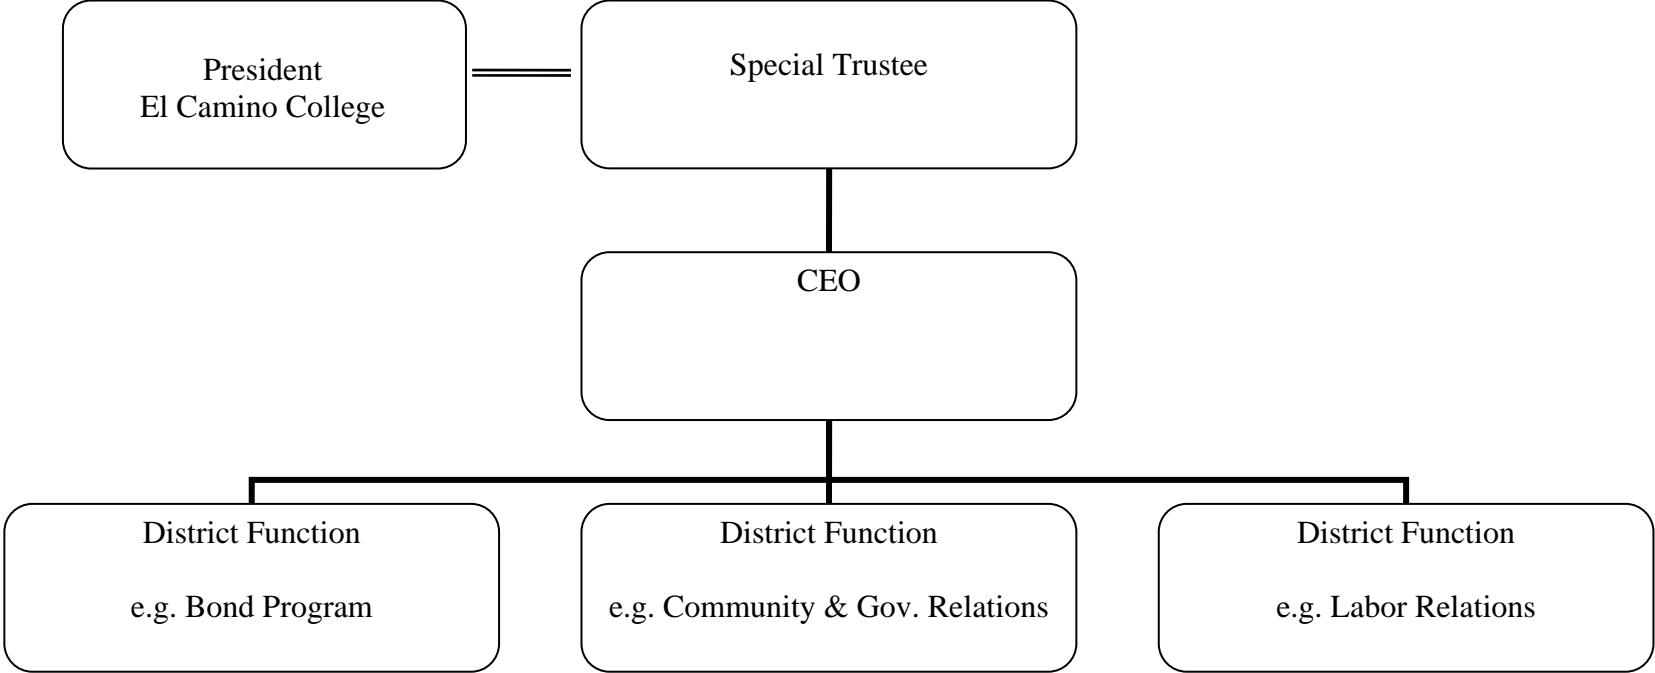 President
El Camino College
Special Trustee
CEO
District Function
e.g. Bond Program
District Function
e.g. Community & Gov. Relations
District Function
e.g. Labor Relations